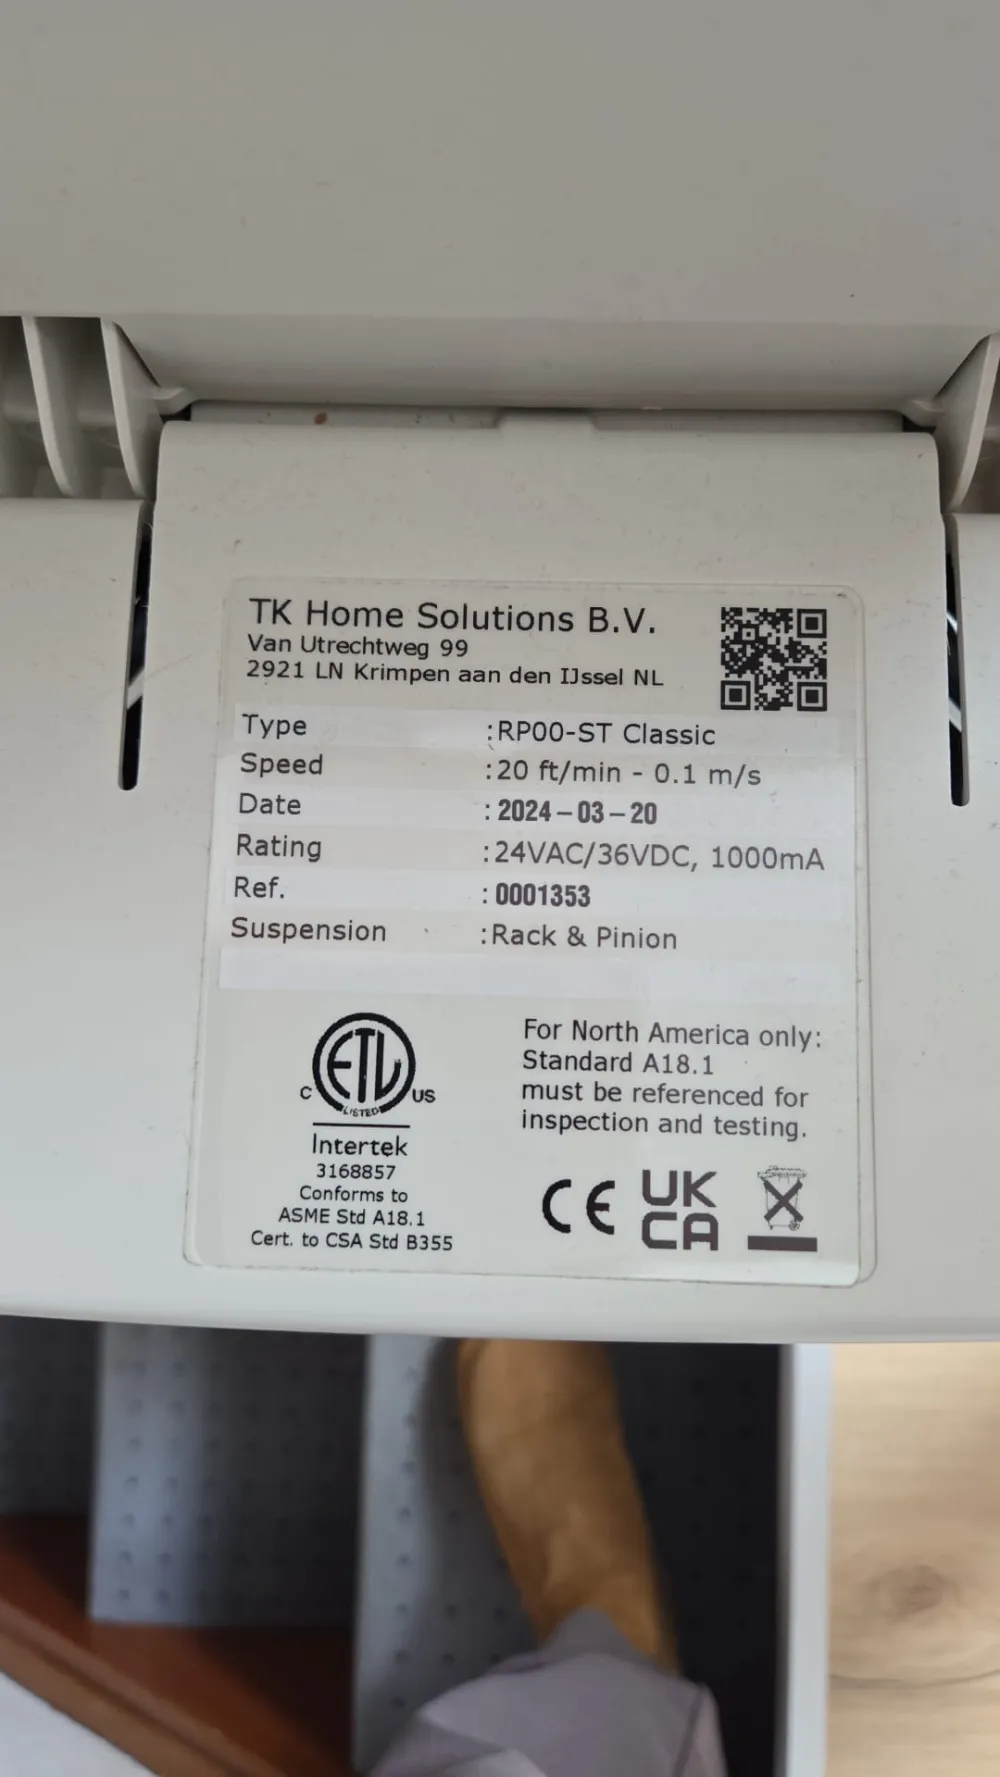 TK Home Solutions B.V.
Van Utrechtweg 99
2921 LN Krimpen aan den IJssel NL
Type :RP00-ST Classic
Speed :20 ft/min - 0.1 m/s
Date :2024-03-20
Rating :24VAC/36VDC, 1000mA
Ref. :0001353
Suspension :Rack & Pinion
ETL
LISTED
C US
Intertek
3168857
Conforms to
ASME Std A18.1
Cert. to CSA Std B355
For North America only:
Standard A18.1
must be referenced for
inspection and testing.
CE
UK
CA